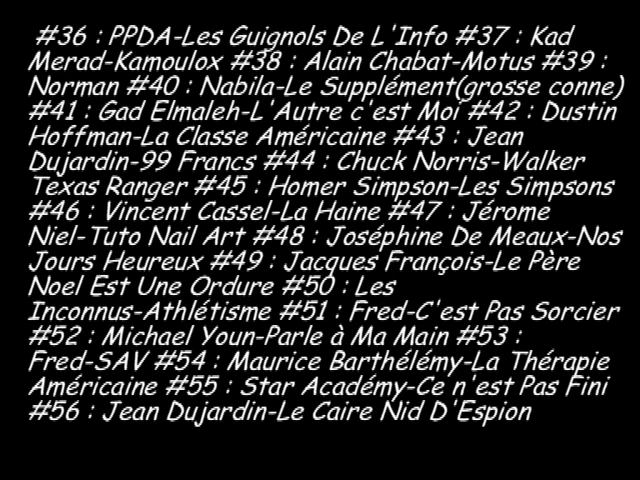 #36 : PPDA-Les Guignols De L'Info #37 : Kad
Merad-Kamoulox #38 : Alain Chabat-Motus #39 :
Norman #40 : Nabila-Le Supplément(grosse conne)
#41 : Gad Elmaleh-L'Autre c'est Moi #42 : Dustin
Hoffman-La Classe Américaine #43 : Jean
Dujardin-99 Francs #44 : Chuck Norris-Walker
Texas Ranger #45 : Homer Simpson-Les Simpsons
#46 : Vincent Cassel-La Haine #47 : Jérome
Niel-Tuto Nail Art #48 : Joséphine De Meaux-Nos
Jours Heureux #49 : Jacques François-Le Père
Noel Est Une Ordure #50 : Les
Inconnus-Athlétisme #51 : Fred-C'est Pas Sorcier
#52 : Michael Youn-Parle à Ma Main #53 :
Fred-SAV #54 : Maurice Barthélémy-La Thérapie
Américaine #55 : Star Académy-Ce n'est Pas Fini
#56 : Jean Dujardin-Le Caire Nid D'Espion